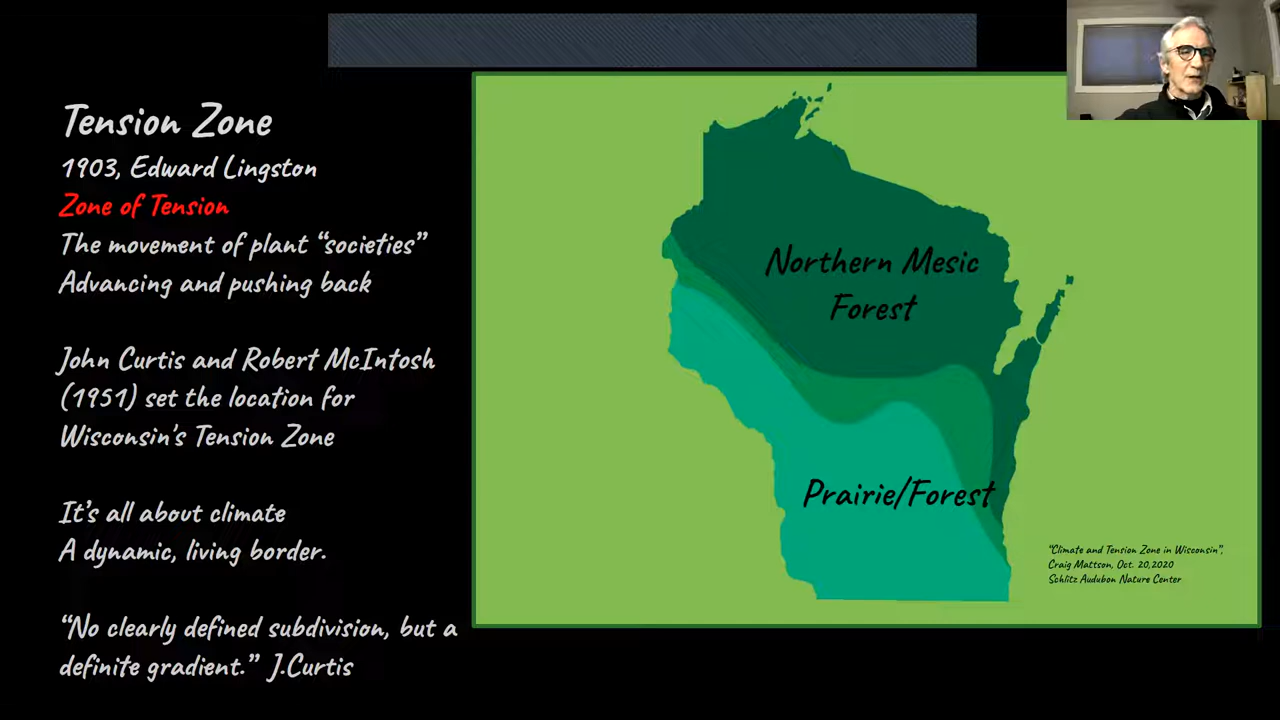 Tension Zone
1903, Edward Lingston
Zone of Tension
The movement of plant “societies”
Advancing and pushing back
John Curtis and Robert McIntosh
(1951) set the location for
Wisconsin's Tension Zone
It's all about climate
A dynamic, living border.
“No clearly defined subdivision, but a
definite gradient.” J.Curtis
Northern Mesic
Forest
Prairie/Forest
“Climate and Tension Zone in Wisconsin”,
Craig Mattson, Oct. 20,2020
Schlitz Audubon Nature Center